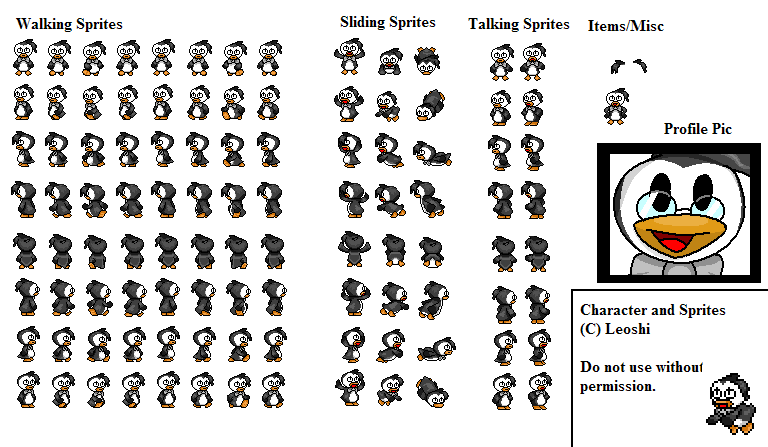 Walking Sprites
Sliding Sprites
Talking Sprites
Items/Misc
Profile Pic
Character and Sprites
(C) Leoshi
Do not use without
permission.